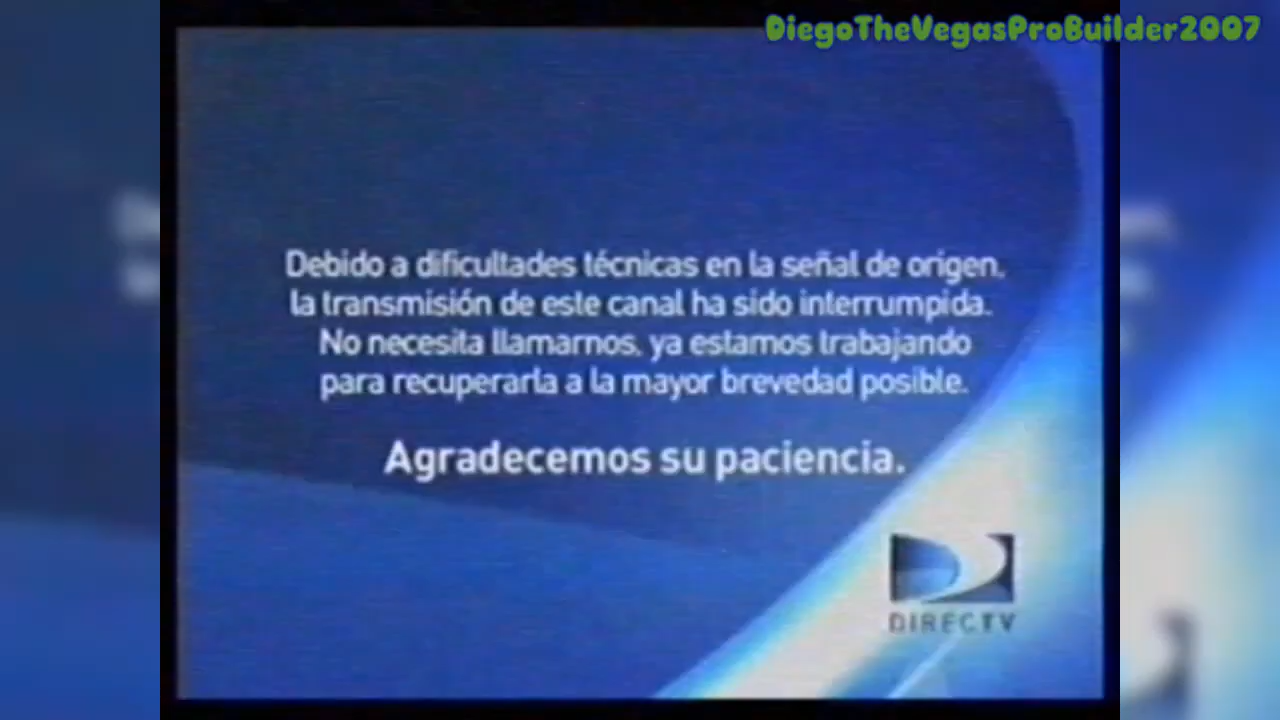 DiegoTheVegasProBuilder2007
Debido a dificultades técnicas en la señal de origen,
la transmisión de este canal ha sido interrumpida.
No necesita llamarnos, ya estamos trabajando
para recuperarla a la mayor brevedad posible.
Agradecemos su paciencia.
DIRECTV